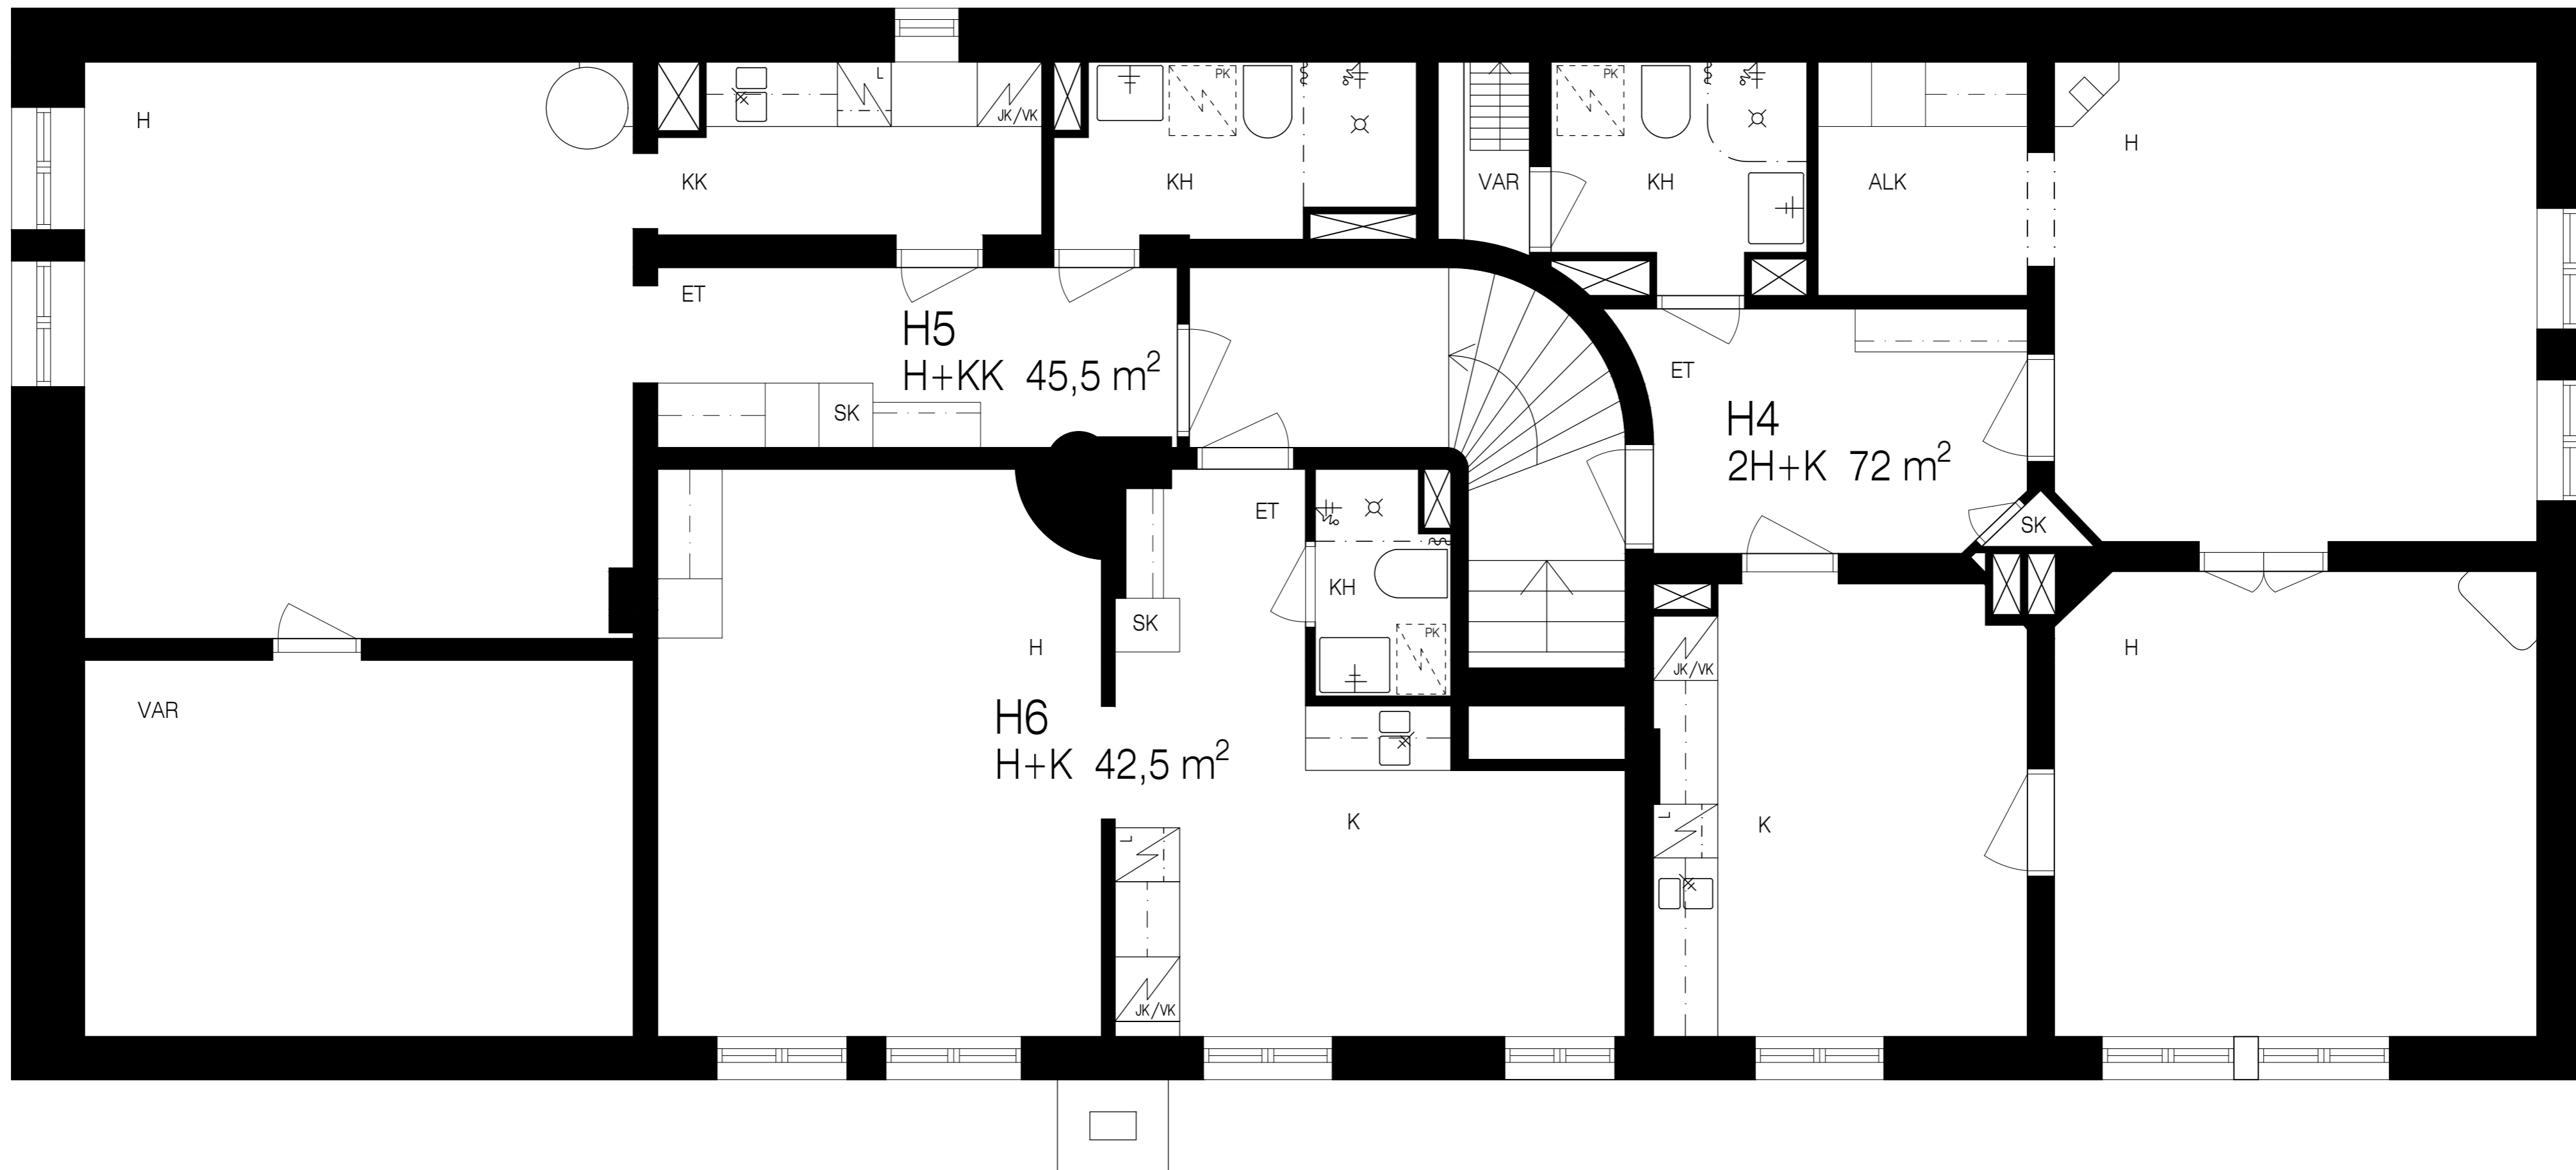 L
PK
PK
JK/VK
H
H
KK
KH
VAR
KH
ALK
ET
H5
H+KK 45,5 m²
ET
SK
H4
2H+K 72 m²
ET
SK
KH
SK
PK
H
H
JK/VK
VAR
H6
H+K 42,5 m²
K
K
L
L
JK/VK